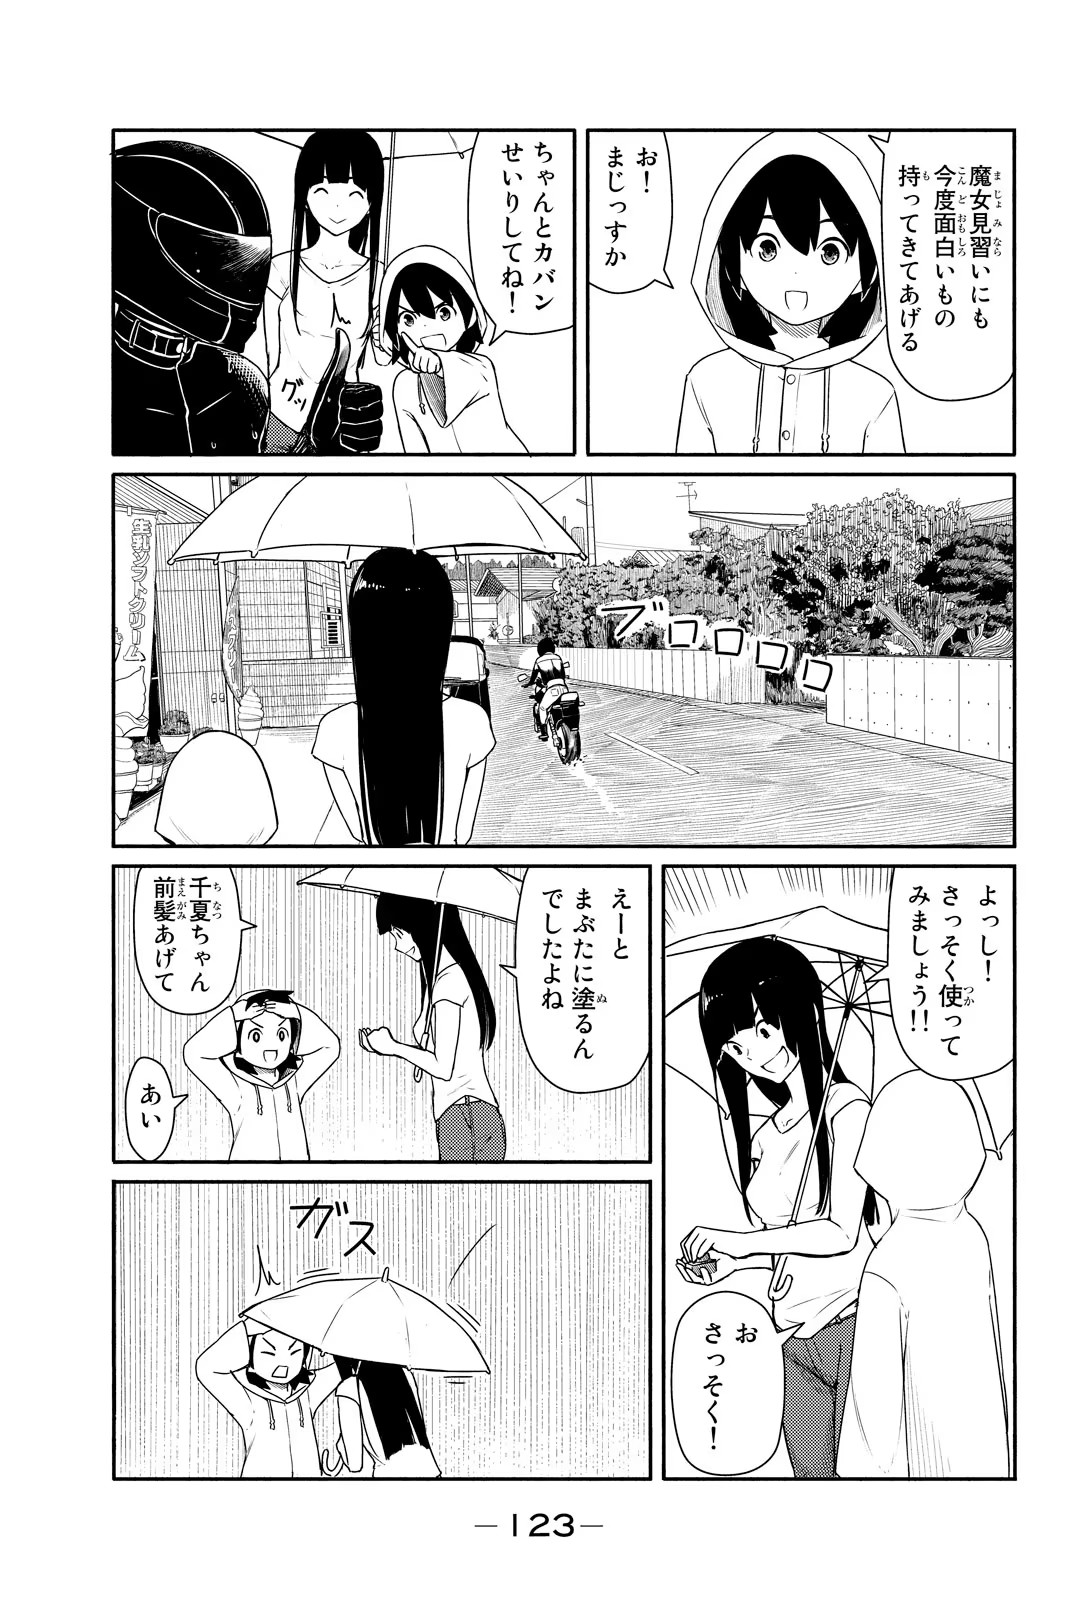 魔女見習いにも
今度面白いもの
持ってきてあげる
お！
まじっすか
ちゃんとカバン
せいりしてね！
グッ
生乳ソフトクリーム
ブロロロロロ
よっし！
さっそく使って
みましょう!!
お
さっそく！
えーと
まぶたに塗るん
でしたよね
千夏ちゃん
前髪あげて
あい
ガスッ
—123—